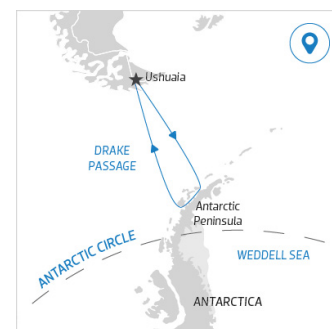 Ushuaia
DRAKE
PASSAGE
Antarctic
Peninsula
ANTARCTIC CIRCLE
WEDDELL SEA
ANTARCTICA